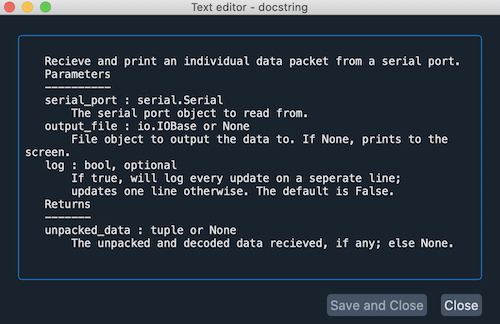 Text editor - docstring
Recieve and print an individual data packet from a serial port.
Parameters
----------
serial_port : serial.Serial
The serial port object to read from.
output_file : io.IOBase or None
File object to output the data to. If None, prints to the
screen.
log : bool, optional
If true, will log every update on a seperate line;
updates one line otherwise. The default is False.
Returns
-------
unpacked_data : tuple or None
The unpacked and decoded data recieved, if any; else None.
Save and Close
Close